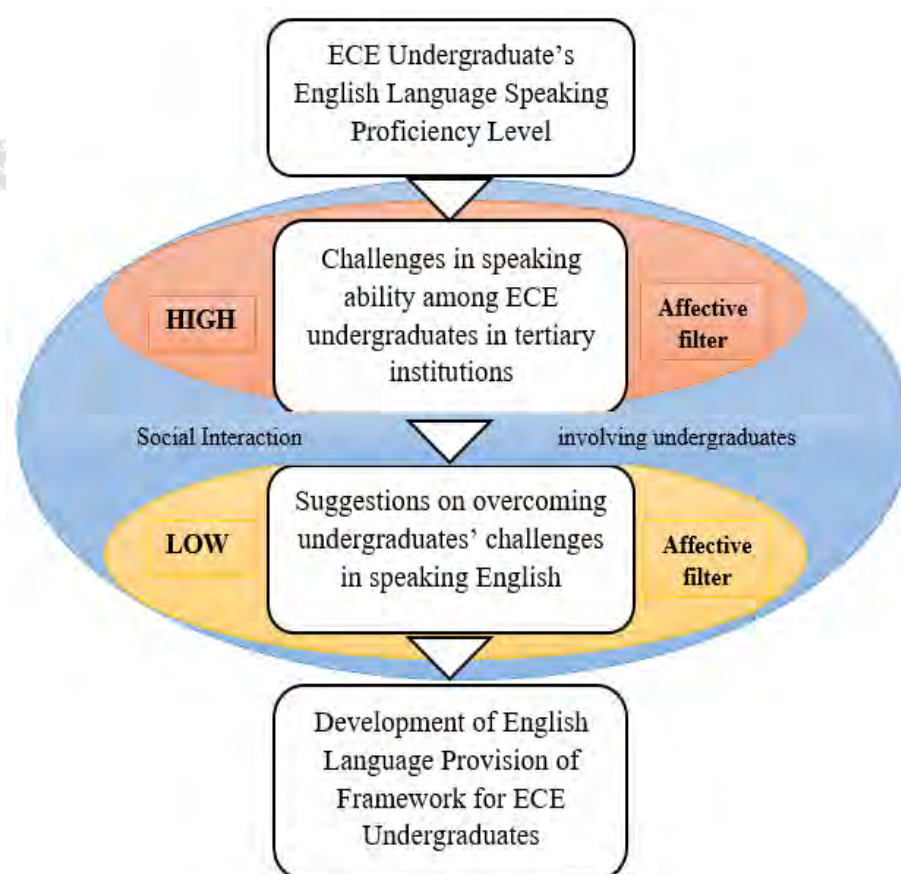 ECE Undergraduate’s
English Language Speaking
Proficiency Level
Challenges in speaking
ability among ECE
undergraduates in tertiary
institutions
HIGH
Affective
filter
Social Interaction
involving undergraduates
Suggestions on overcoming
undergraduates’ challenges
in speaking English
LOW
Affective
filter
Development of English
Language Provision of
Framework for ECE
Undergraduates